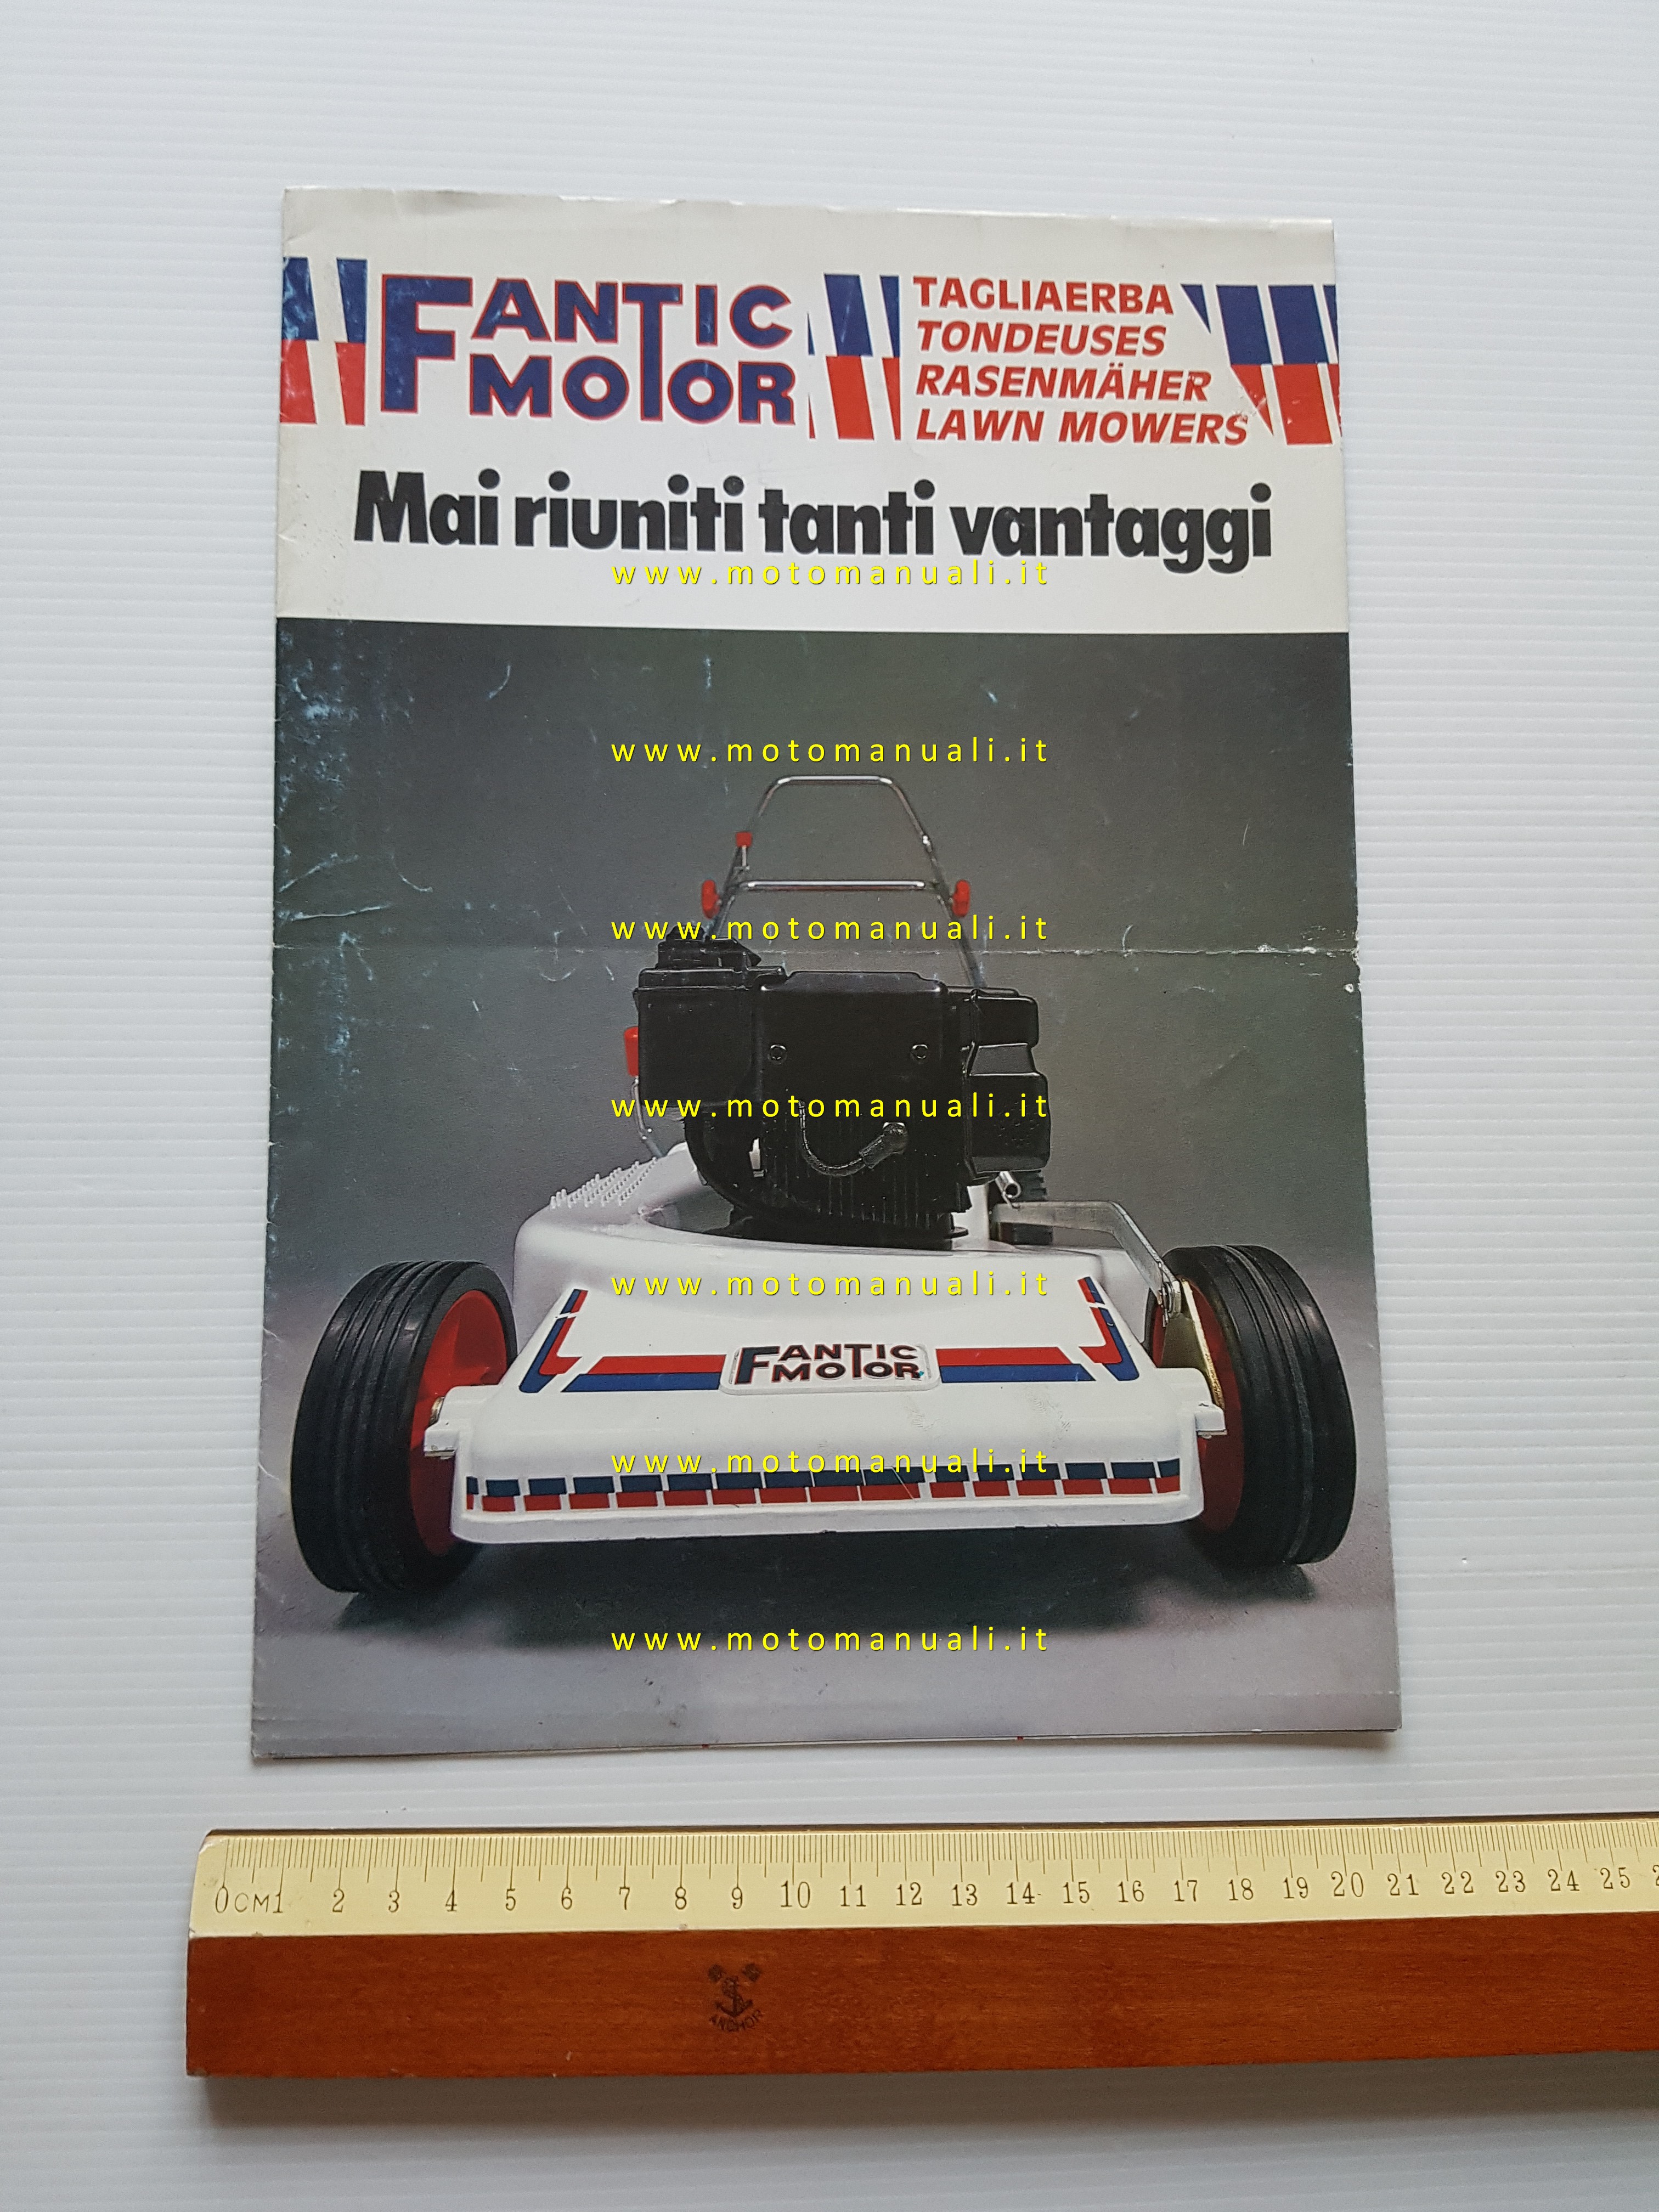 FANTIC
MOTOR
TAGLIAERBA
TONDEUSES
RASENMÄHER
LAWN MOWERS
Mai riuniti tanti vantaggi
www.motomanuali.it
www.motomanuali.it
www.motomanuali.it
www.motomanuali.it
www.motomanuali.it
FANTIC
MOTOR
www.motomanuali.it
www.motomanuali.it
0CM1 2 3 4 5 6 7 8 9 10 11 12 13 14 15 16 17 18 19 20 21 22 23 24 25
ANCHOR